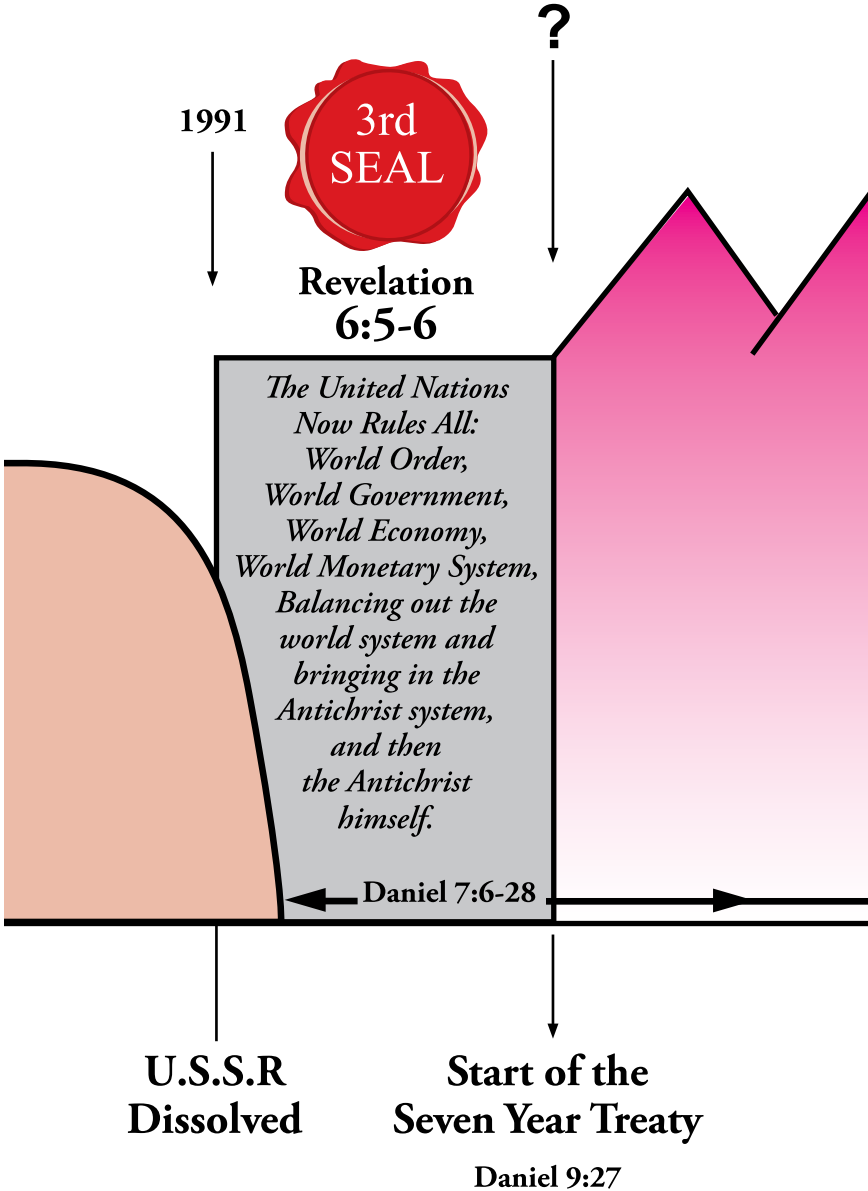 ?
1991
3rd
SEAL
Revelation
6:5-6
The United Nations
Now Rules All:
World Order,
World Government,
World Economy,
World Monetary System,
Balancing out the
world system and
bringing in the
Antichrist system,
and then
the Antichrist
himself.
Daniel 7:6-28
U.S.S.R
Dissolved
Start of the
Seven Year Treaty
Daniel 9:27